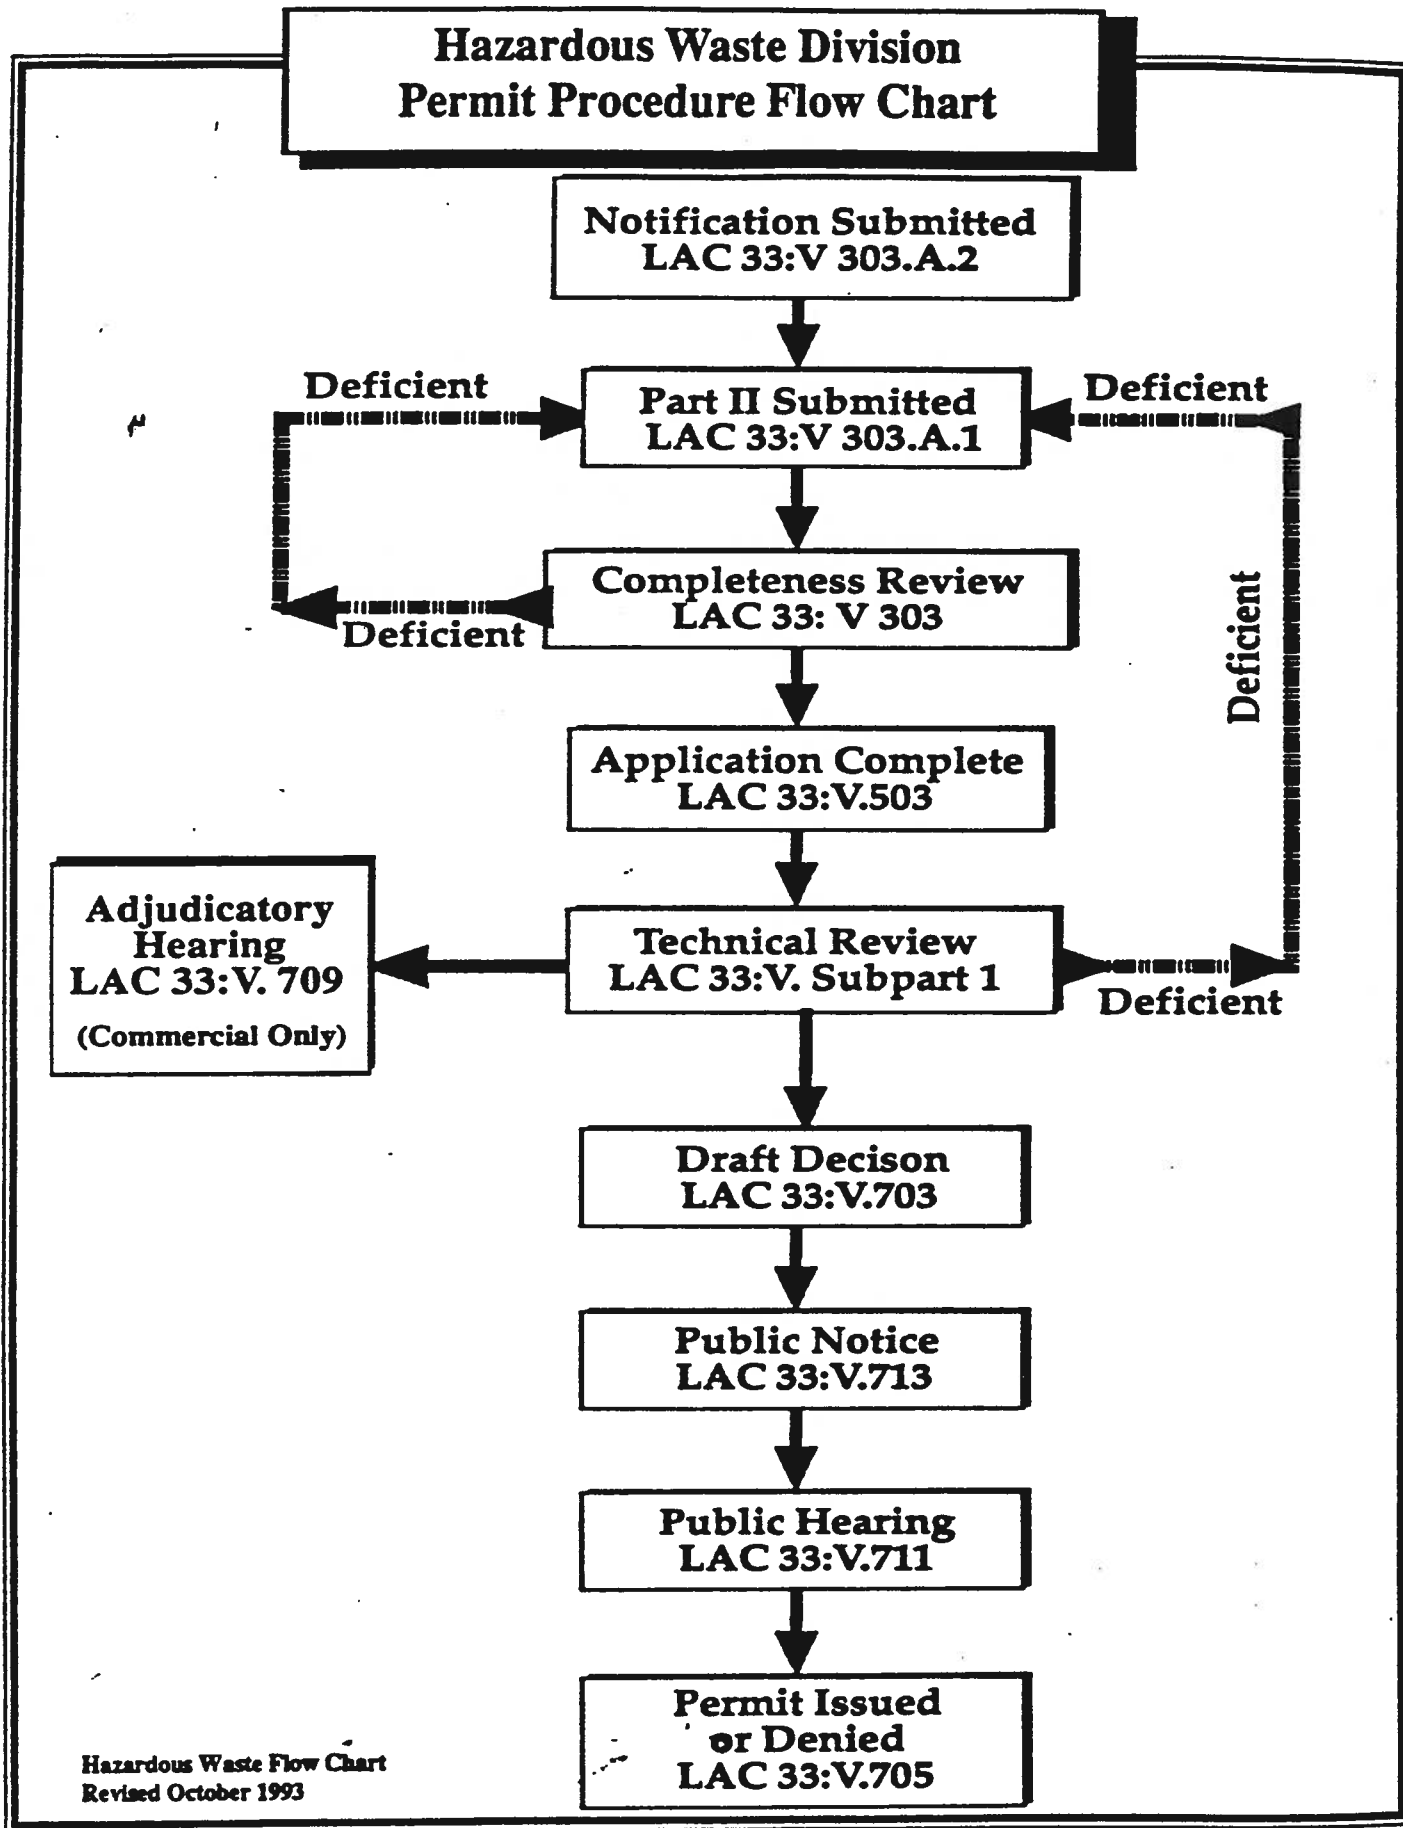 Hazardous Waste Division
Permit Procedure Flow Chart
Notification Submitted
LAC 33:V 303.A.2
Deficient
Part II Submitted
LAC 33:V 303.A.1
Deficient
Completeness Review
LAC 33: V 303
Deficient
Deficient
Application Complete
LAC 33:V.503
Adjudicatory
Hearing
LAC 33:V. 709
(Commercial Only)
Technical Review
LAC 33:V. Subpart 1
Deficient
Draft Decison
LAC 33:V.703
Public Notice
LAC 33:V.713
Public Hearing
LAC 33:V.711
Permit Issued
or Denied
LAC 33:V.705
Hazardous Waste Flow Chart
Revised October 1993